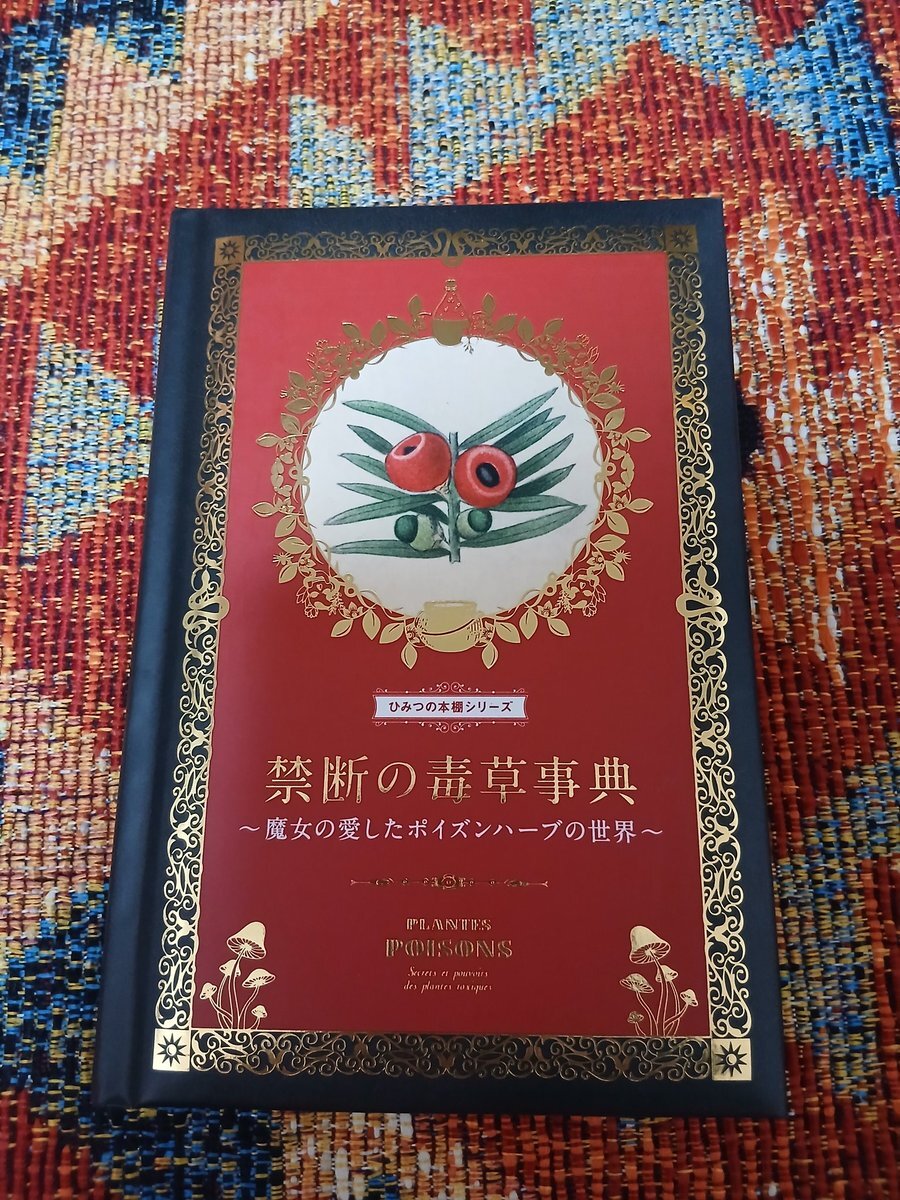 ひみつの本棚シリーズ
禁断の毒草事典
～魔女の愛したポイズンハーブの世界～
PLANTES
POISONS
Secrets et pouvoirs
des plantes toxiques